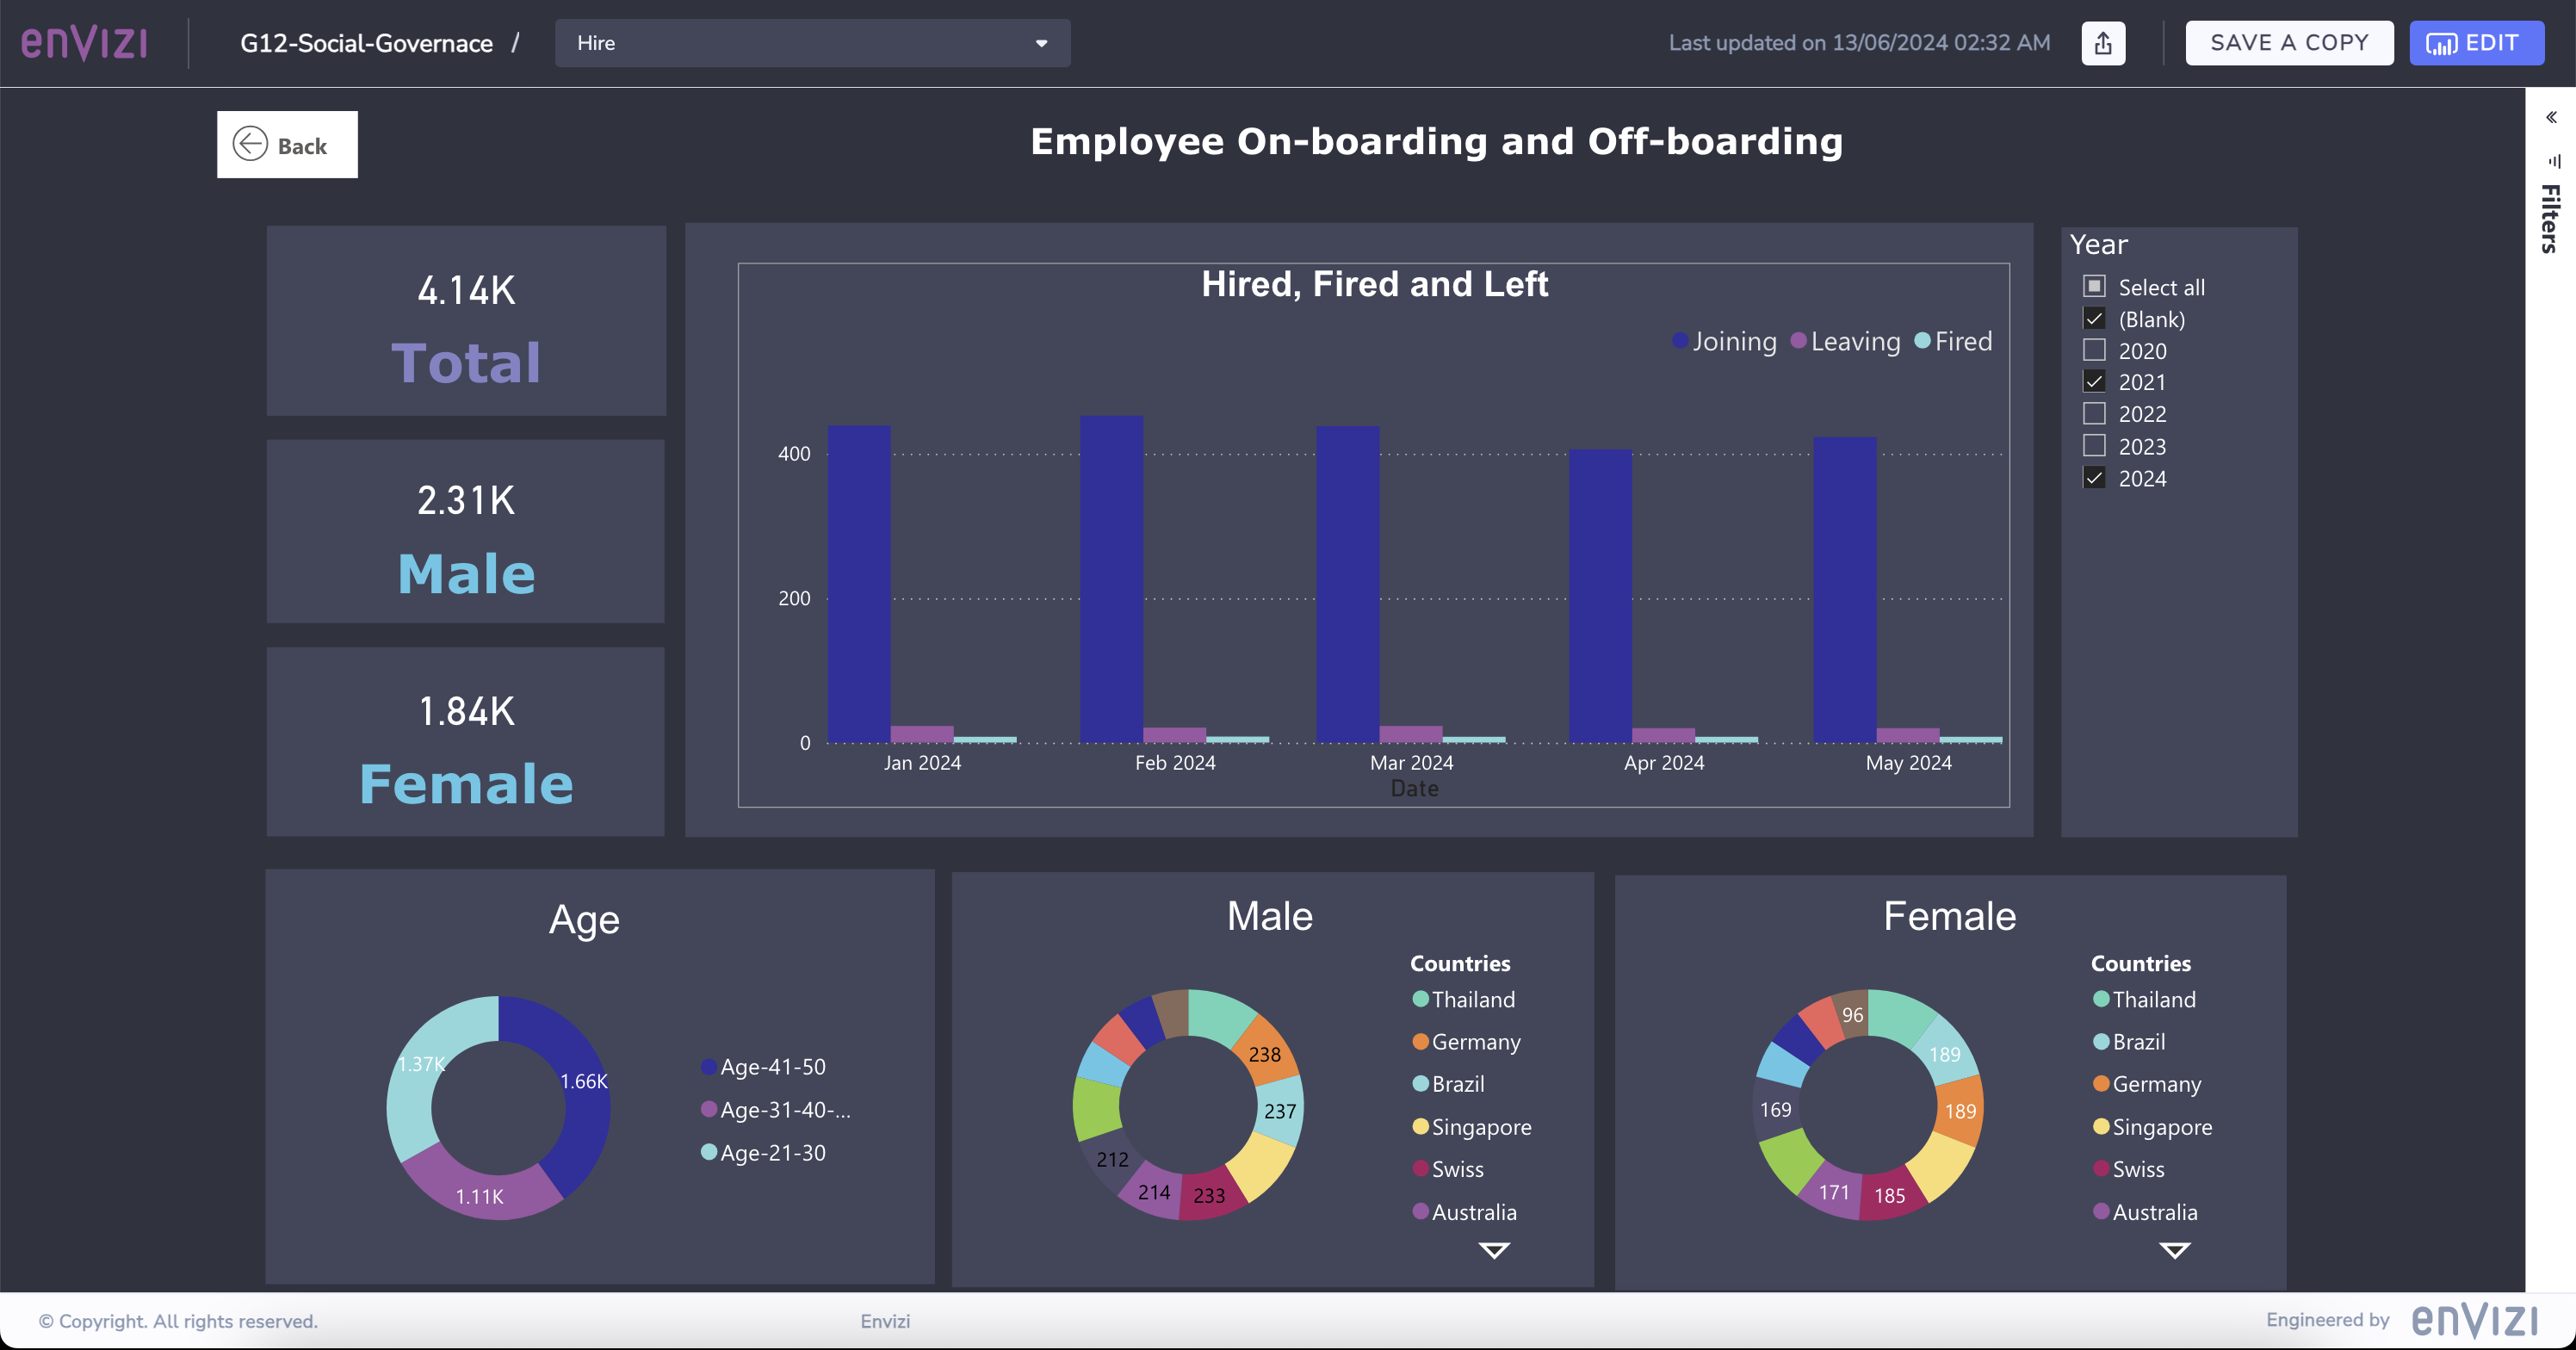 enVIZI
G12-Social-Governace /
Hire
Last updated on 13/06/2024 02:32 AM
SAVE A COPY
EDIT
Back
Employee On-boarding and Off-boarding
Filters
4.14K
Total
2.31K
Male
1.84K
Female
Hired, Fired and Left
Joining Leaving Fired
400
200
0
Jan 2024 Feb 2024 Mar 2024 Apr 2024 May 2024
Date
Year
Select all
(Blank)
2020
2021
2022
2023
2024
Age
1.37K
1.66K
1.11K
Age-41-50
Age-31-40-...
Age-21-30
Male
238
237
212
214
233
Countries
Thailand
Germany
Brazil
Singapore
Swiss
Australia
Female
96
189
189
169
171
185
Countries
Thailand
Brazil
Germany
Singapore
Swiss
Australia
© Copyright. All rights reserved.
Envizi
Engineered by enVIZI